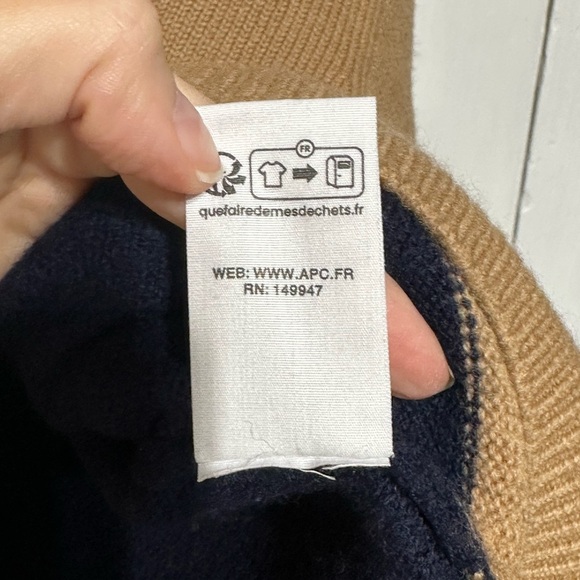 FR
quefairedemesdechets.fr
WEB: WWW.APC.FR
RN: 149947